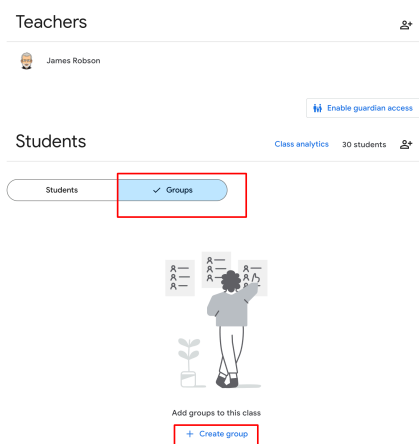 Teachers
James Robson
Enable guardian access
Students
Class analytics 30 students
Students Groups
Add groups to this class
+ Create group